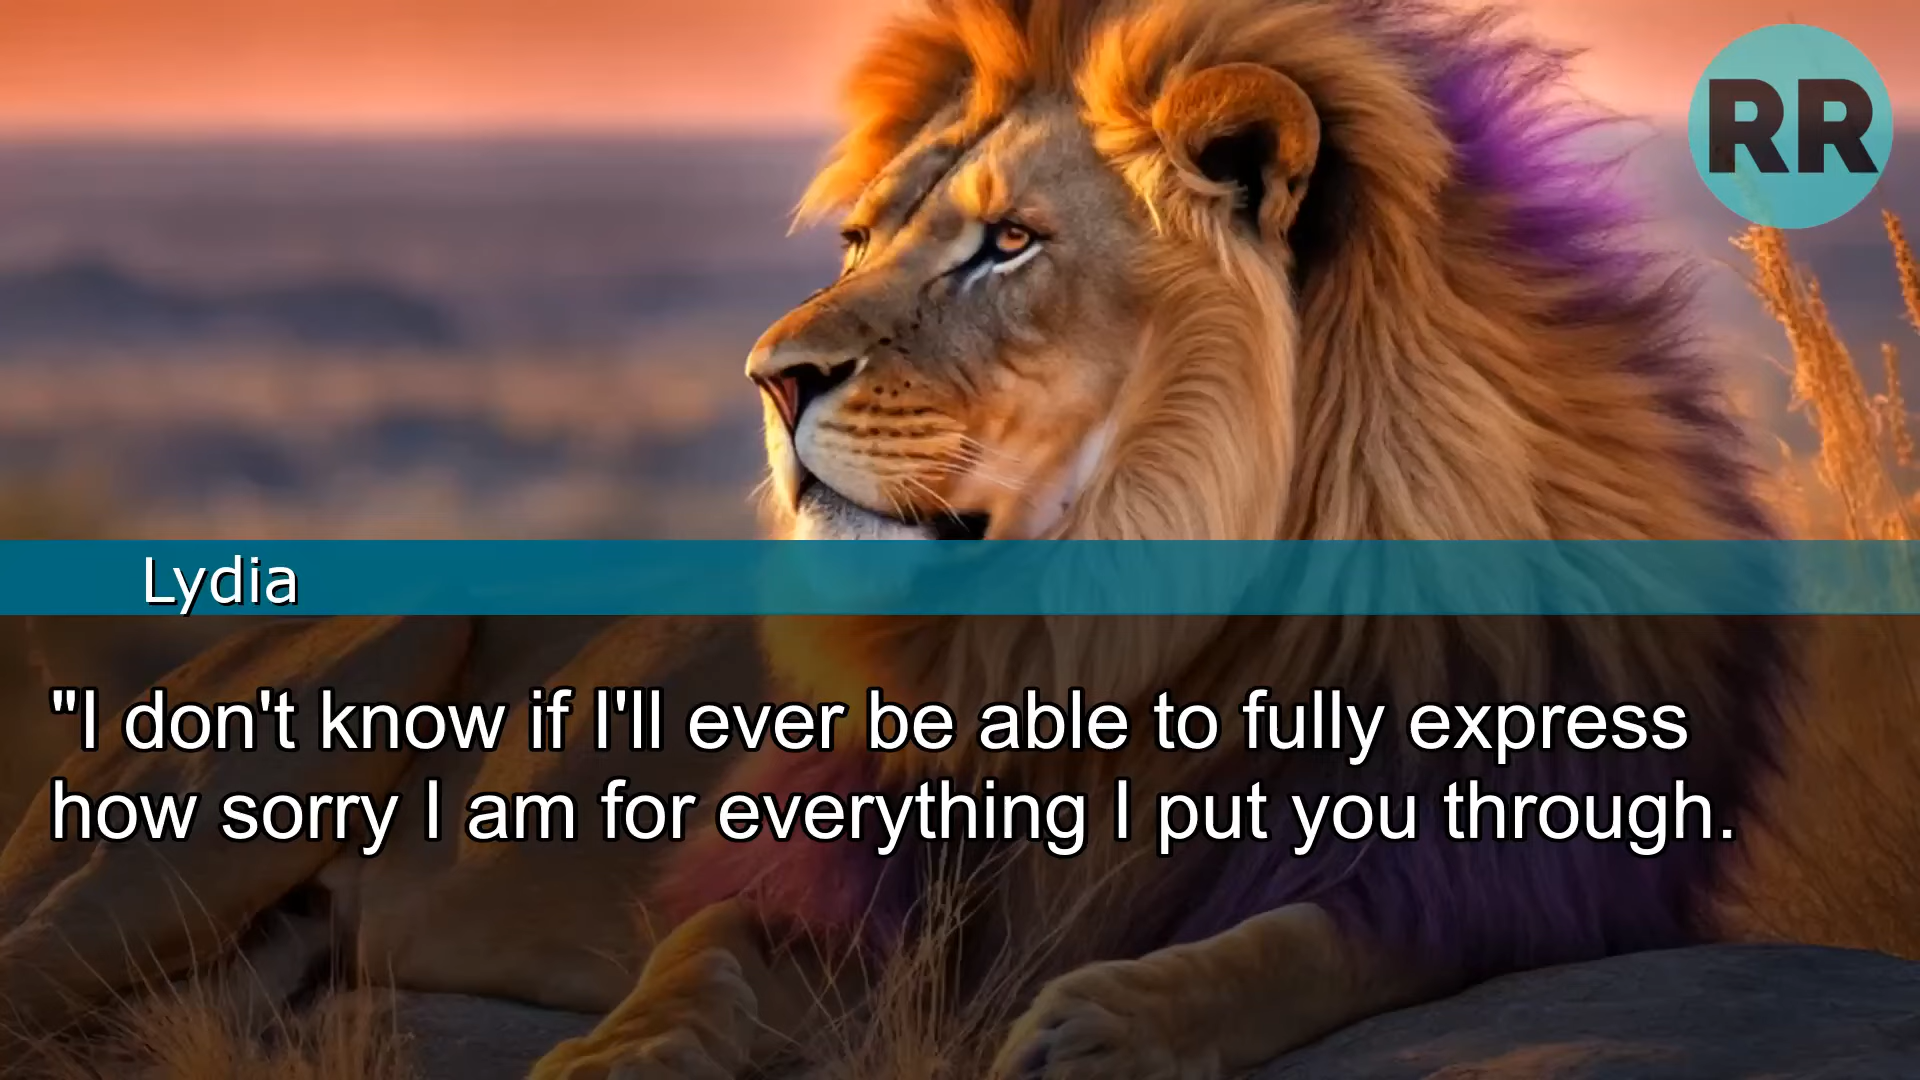 RR
Lydia
"I don't know if I'll ever be able to fully express
how sorry I am for everything I put you through.